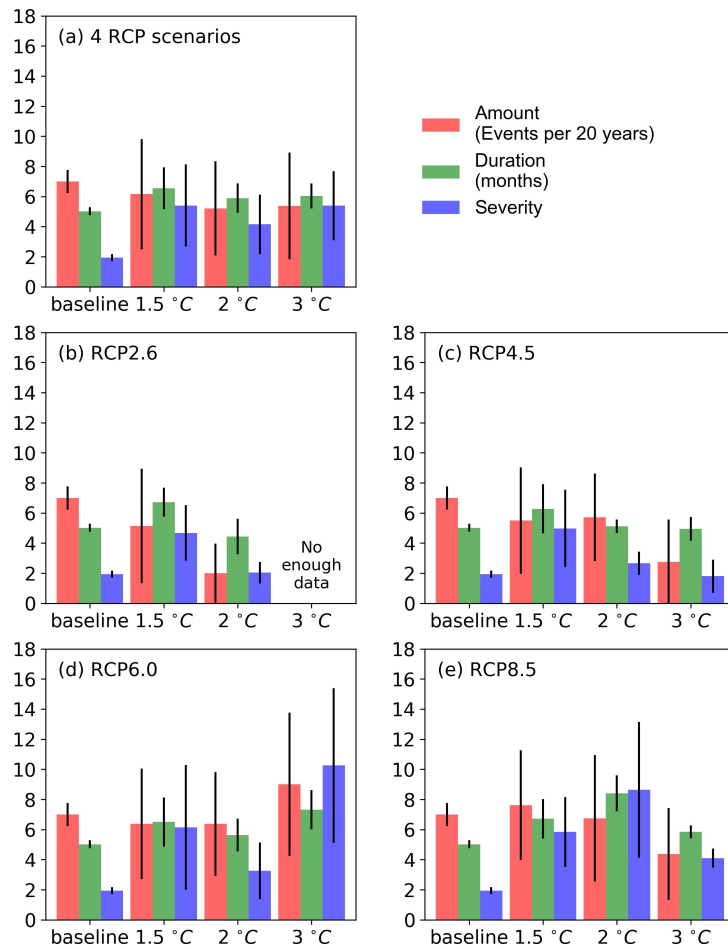 18
16
14
12
10
8
6
4
2
0
(a) 4 RCP scenarios
baseline 1.5 °C 2 °C 3 °C
Amount
(Events per 20 years)
Duration
(months)
Severity
18
16
14
12
10
8
6
4
2
0
(b) RCP2.6
No
enough
data
baseline 1.5 °C 2 °C 3 °C
18
16
14
12
10
8
6
4
2
0
(c) RCP4.5
baseline 1.5 °C 2 °C 3 °C
18
16
14
12
10
8
6
4
2
0
(d) RCP6.0
baseline 1.5 °C 2 °C 3 °C
18
16
14
12
10
8
6
4
2
0
(e) RCP8.5
baseline 1.5 °C 2 °C 3 °C